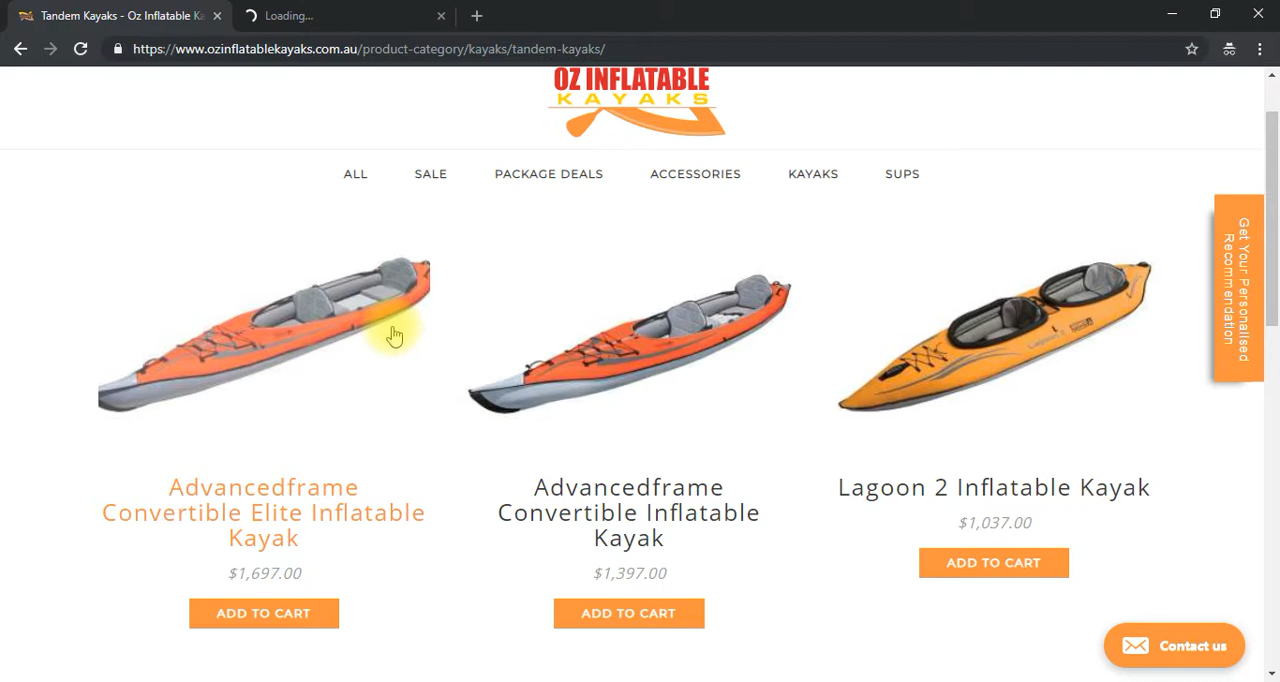 Tandem Kayaks - Oz Inflatable Ka
Loading...
https://www.ozinflatablekayaks.com.au/product-category/kayaks/tandem-kayaks/
OZ INFLATABLE
KAYAKS
ALL SALE PACKAGE DEALS ACCESSORIES KAYAKS SUPS
Get Your Personalised
Recommendation
Advancedframe
Convertible Elite Inflatable
Kayak
$1,697.00
ADD TO CART
Advancedframe
Convertible Inflatable
Kayak
$1,397.00
ADD TO CART
Lagoon 2 Inflatable Kayak
$1,037.00
ADD TO CART
Contact us